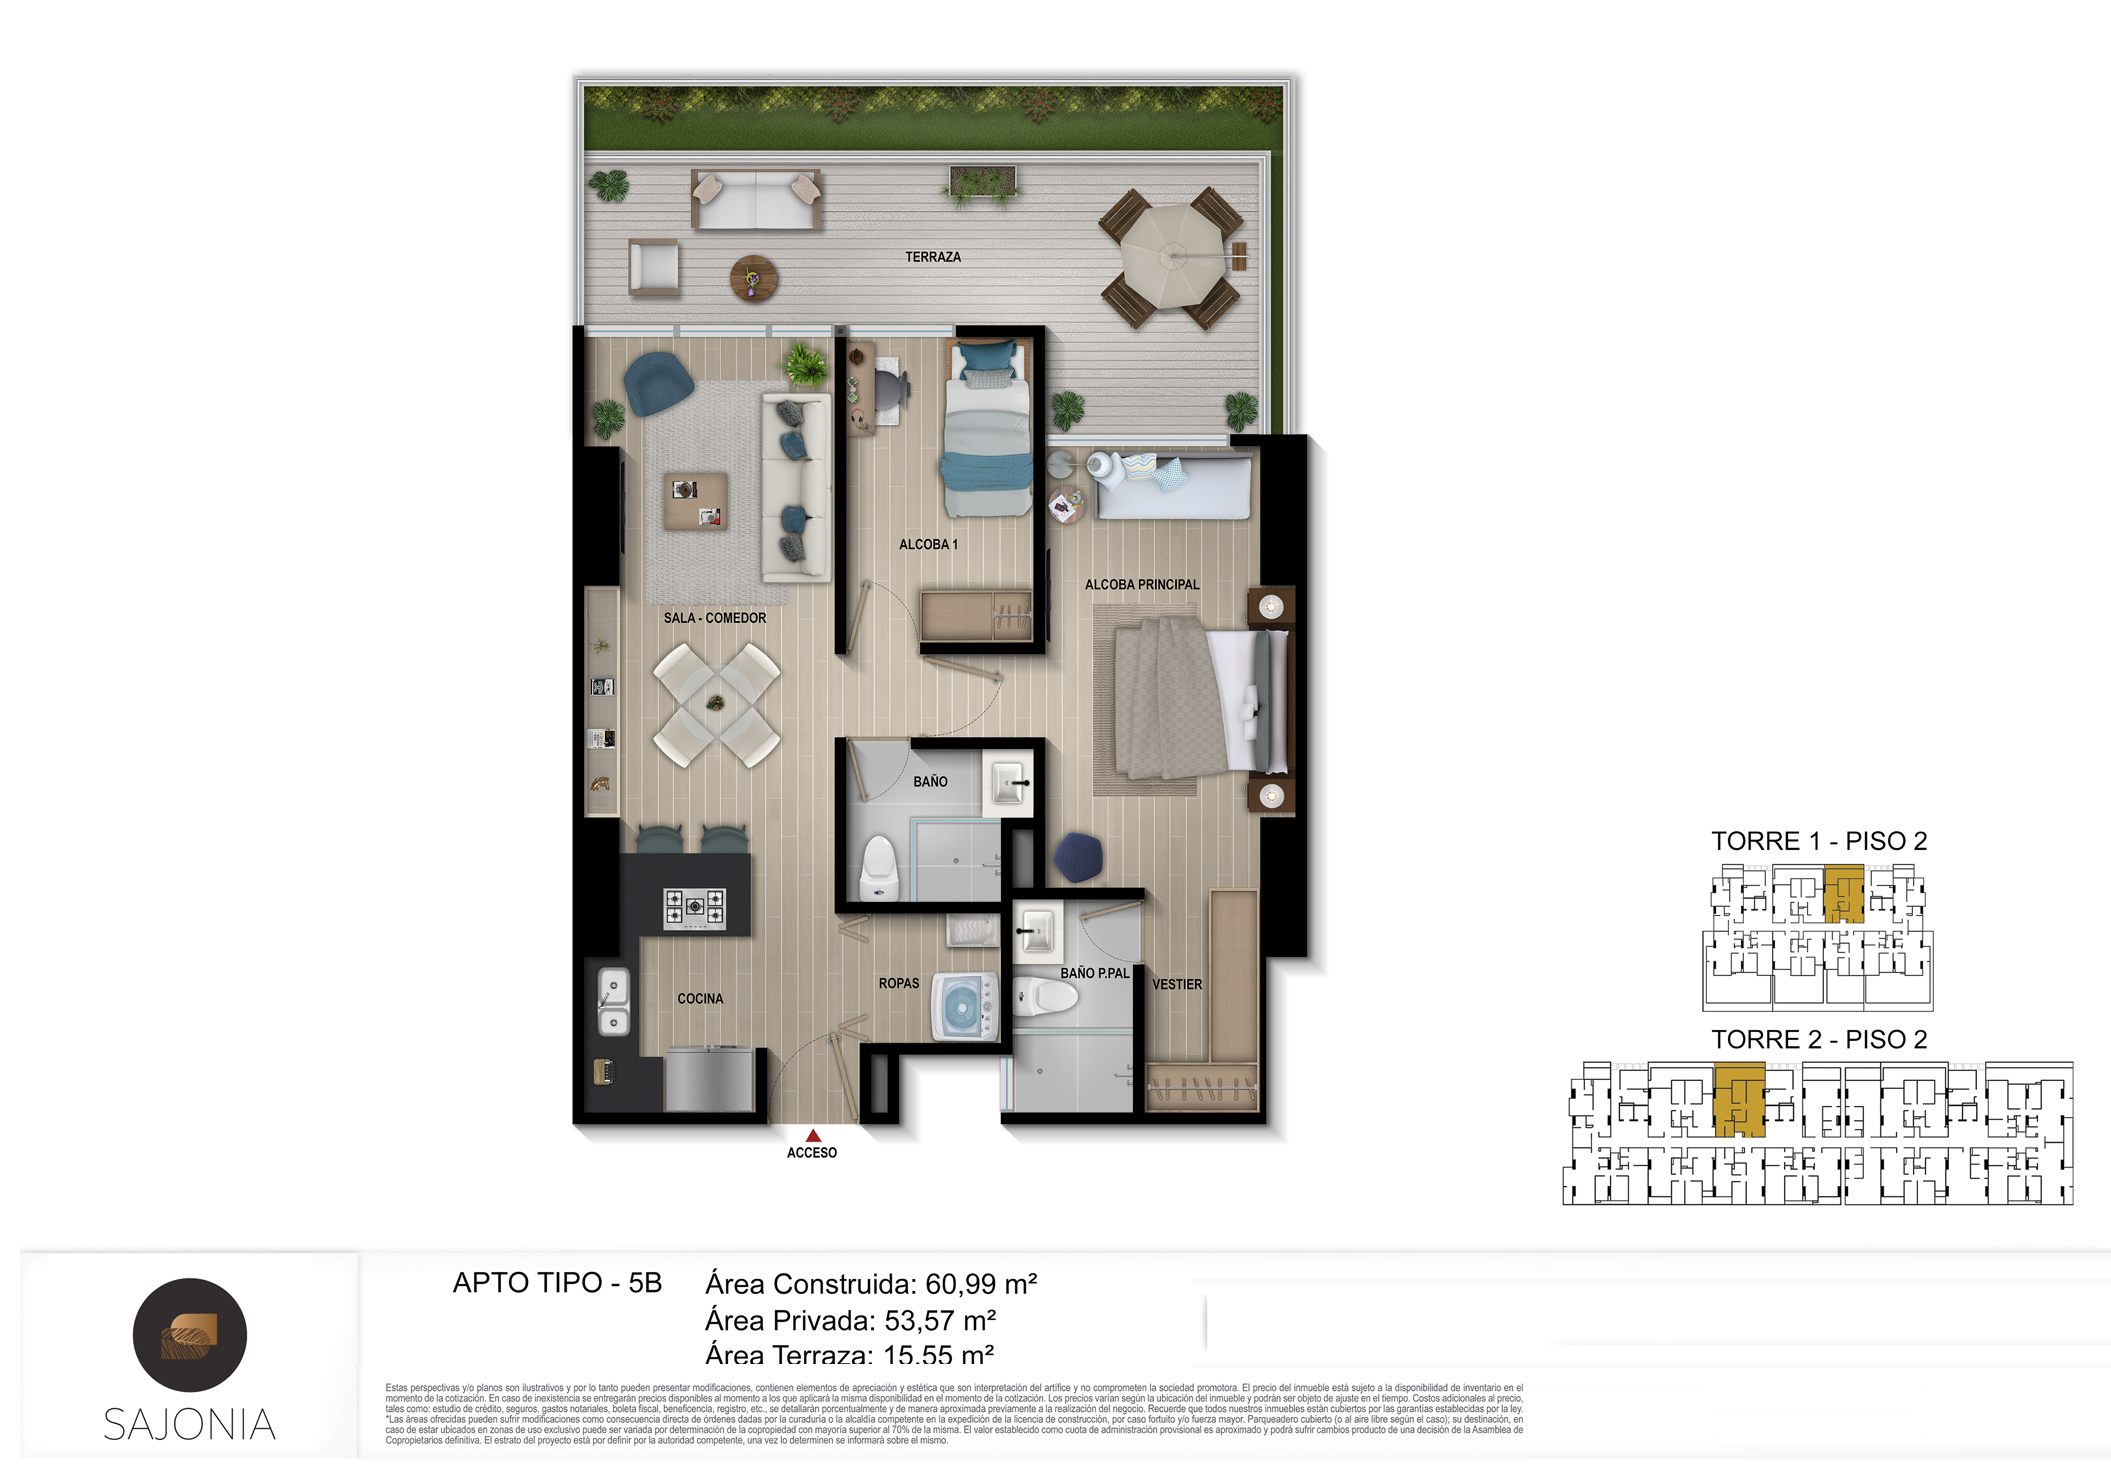 TERRAZA
ALCOBA 1
ALCOBA PRINCIPAL
SALA - COMEDOR
BAÑO
ROPAS
BAÑO P.PAL
VESTIER
COCINA
ACCESO
TORRE 1 - PISO 2
TORRE 2 - PISO 2
SAJONIA
APTO TIPO - 5B
Área Construida: 60,99 m²
Área Privada: 53,57 m²
Área Terraza: 15,55 m²
Estas perspectivas y/o planos son ilustrativos y por lo tanto pueden presentar modificaciones, contienen elementos de apreciación y estética que son interpretación del artífice y no comprometen la sociedad promotora. El precio del inmueble está sujeto a la disponibilidad de inventario en el
momento de la cotización. En caso de inexistencia se entregarán precios disponibles al momento a los que aplicará la misma disponibilidad en el momento de la cotización. Los precios varían según la ubicación del inmueble y podrán ser objeto de ajuste en el tiempo. Costos adicionales al precio,
tales como: estudio de crédito, seguros, gastos notariales, boleta fiscal, beneficencia, registro, etc., se detallarán porcentualmente y de manera aproximada previamente a la realización del negocio. Recuerde que todos nuestros inmuebles están cubiertos por las garantías establecidas por la ley.
*Las áreas ofrecidas pueden sufrir modificaciones como consecuencia directa de órdenes dadas por la curaduría o la alcaldía competente en la expedición de la licencia de construcción, por caso fortuito y/o fuerza mayor. Parqueadero cubierto (o al aire libre según el caso); su destinación, en
caso de estar ubicados en zonas de uso exclusivo puede ser variada por determinación de la copropiedad con mayoría superior al 70% de la misma. El valor establecido como cuota de administración provisional es aproximado y podrá sufrir cambios producto de una decisión de la Asamblea de
Copropietarios definitiva. El estrato del proyecto está por definir por la autoridad competente, una vez lo determinen se informará sobre el mismo.